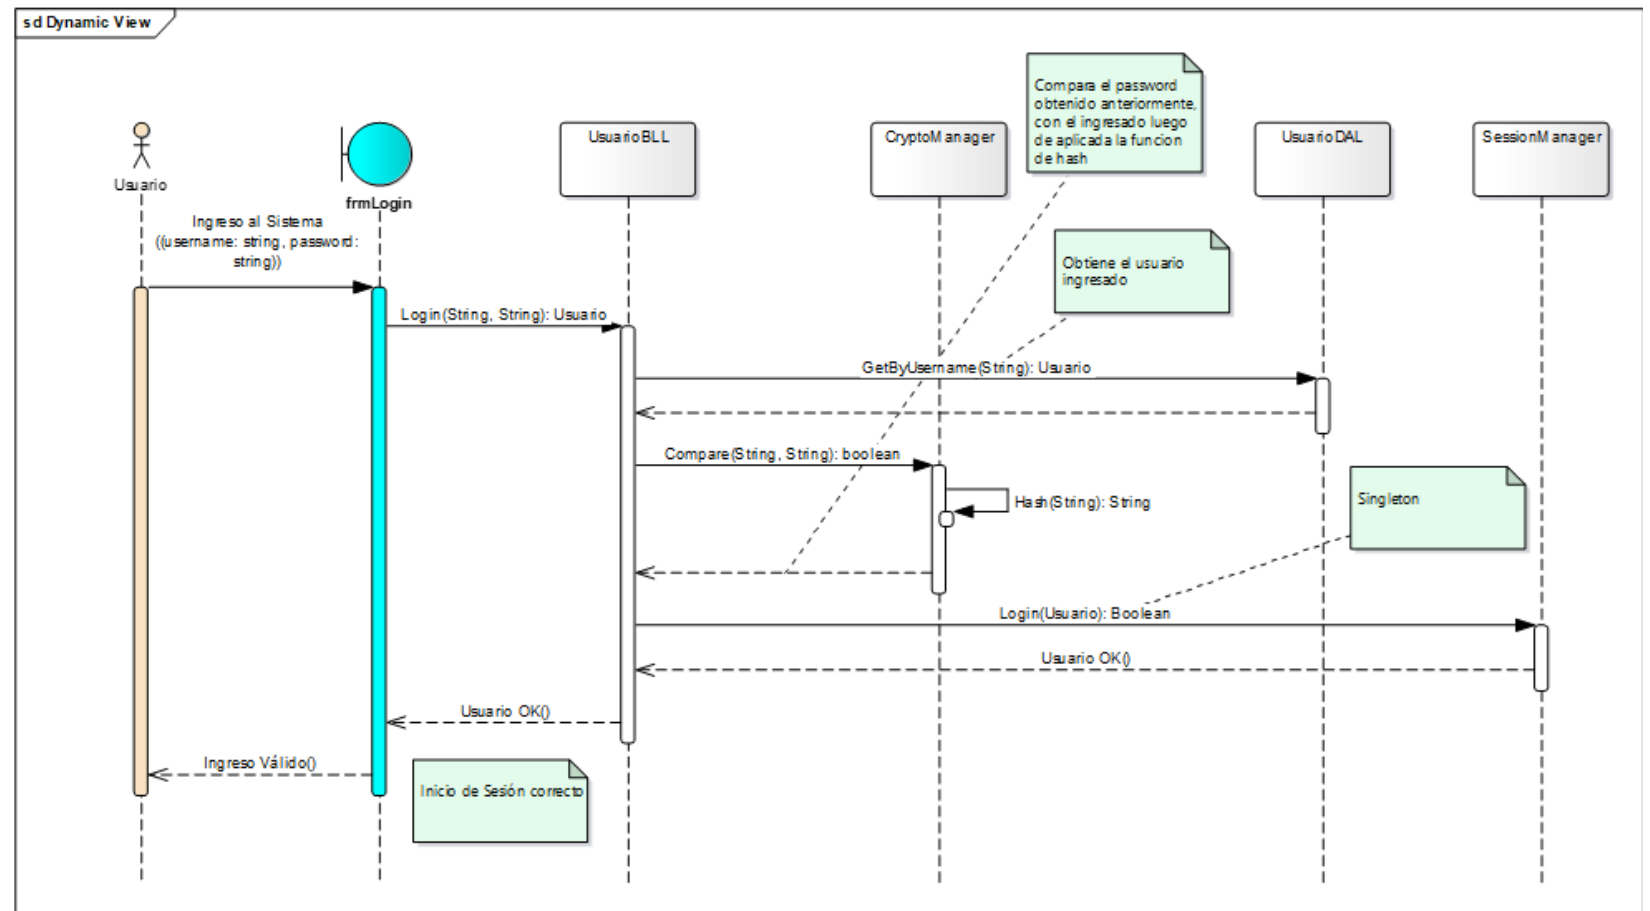 sd Dynamic View
Compara el password
obtenido anteriormente,
con el ingresado luego
de aplicada la funcion
de hash
Usuario
frmLogin
UsuarioBLL
CryptoManager
UsuarioDAL
SessionManager
Ingreso al Sistema
((username: string, password:
string))
Obtiene el usuario
ingresado
Login(String, String): Usuario
GetByUsername(String): Usuario
Compare(String, String): boolean
Hash(String): String
Singleton
Login(Usuario): Boolean
Usuario OK()
Usuario OK()
Ingreso Válido()
Inicio de Sesión correcto